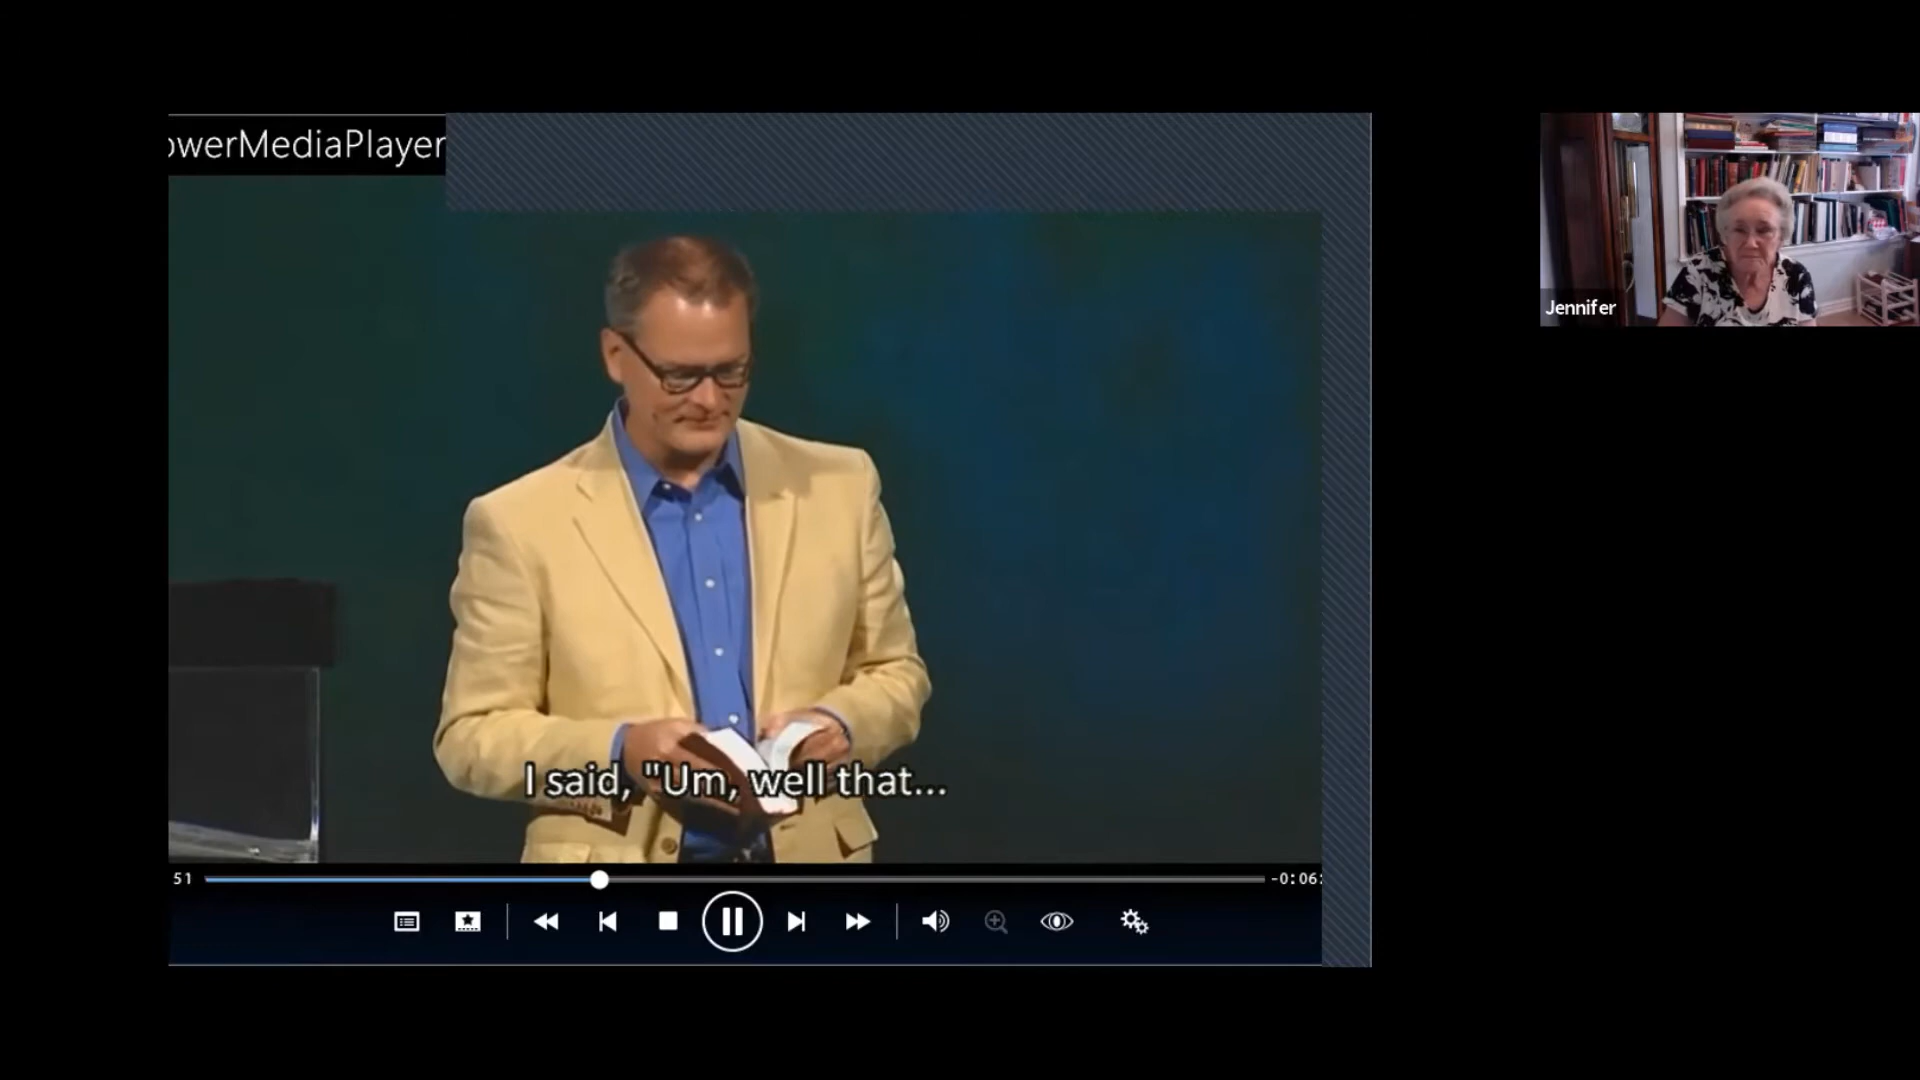 owerMediaPlayer
Jennifer
I said, "Um, well that...
51
-0:06: